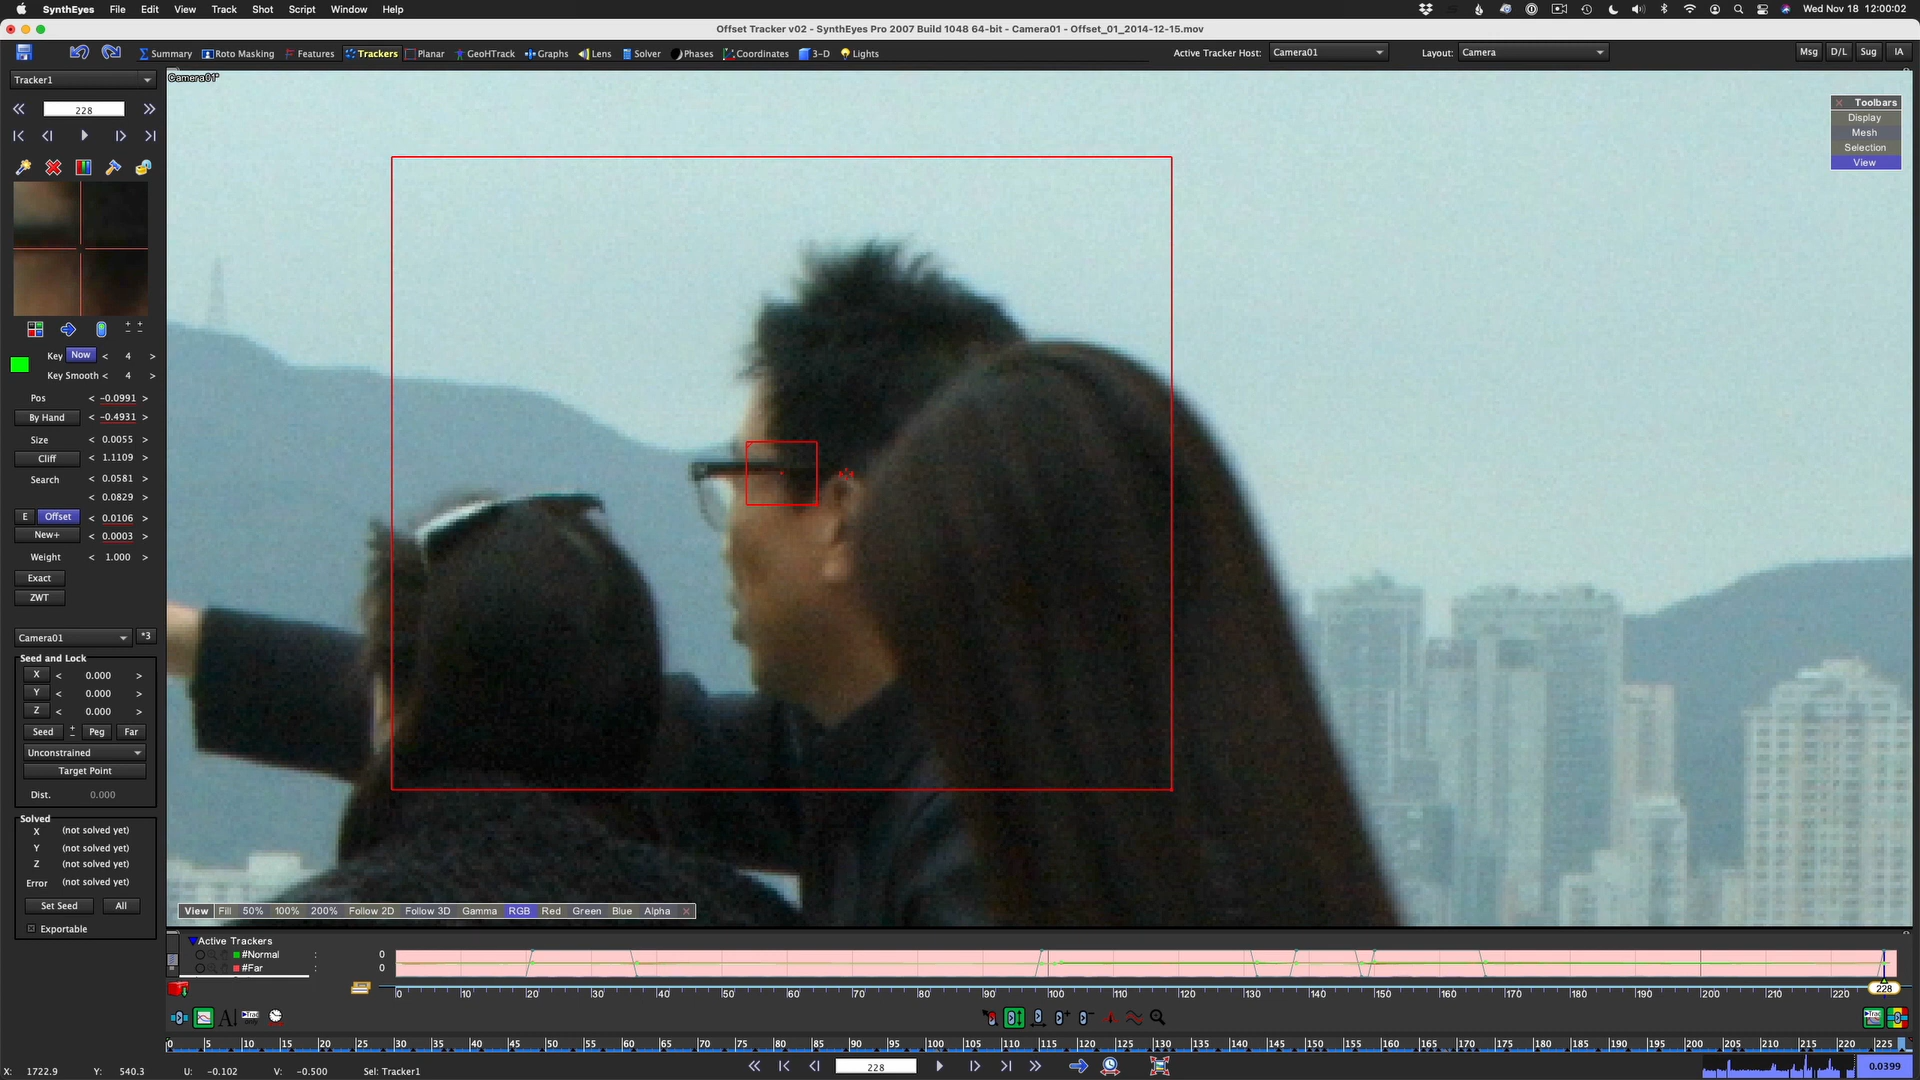 SynthEyes File Edit View Track Shot Script Window Help Wed Nov 18 12:00:02
Offset Tracker v02 - SynthEyes Pro 2007 Build 1048 64-bit - Camera01 - Offset_01_2014-12-15.mov
Summary Roto Masking Features Trackers Planar GeoHTrack Graphs Lens Solver Phases Coordinates 3-D Lights Active Tracker Host: Camera01 Layout: Camera Msg D/L Sug IA
Tracker1
Camera01*
228
Toolbars
Display
Mesh
Selection
View
Key Now < 4 >
Key Smooth < 4 >
Pos < -0.0991 >
By Hand < -0.4931 >
Size < 0.0055 >
Cliff < 1.1109 >
Search < 0.0581 >
< 0.0829 >
E Offset < 0.0106 >
New+ < 0.0003 >
Weight < 1.000 >
Exact
ZWT
Camera01 *3
Seed and Lock
X < 0.000 >
Y < 0.000 >
Z < 0.000 >
Seed Peg Far
Unconstrained
Target Point
Dist. 0.000
Solved
X (not solved yet)
Y (not solved yet)
Z (not solved yet)
Error (not solved yet)
Set Seed All
Exportable
View Fill 50% 100% 200% Follow 2D Follow 3D Gamma RGB Red Green Blue Alpha
Active Trackers
#Normal : 0
#Far : 0
0 10 20 30 40 50 60 70 80 90 100 110 120 130 140 150 160 170 180 190 200 210 220 228
0 5 10 15 20 25 30 35 40 45 50 55 60 65 70 75 80 85 90 95 100 105 110 115 120 125 130 135 140 145 150 155 160 165 170 175 180 185 190 195 200 205 210 215 220 225
X: 1722.9 Y: 540.3 U: -0.102 V: -0.500 Sel: Tracker1 228 0.0399